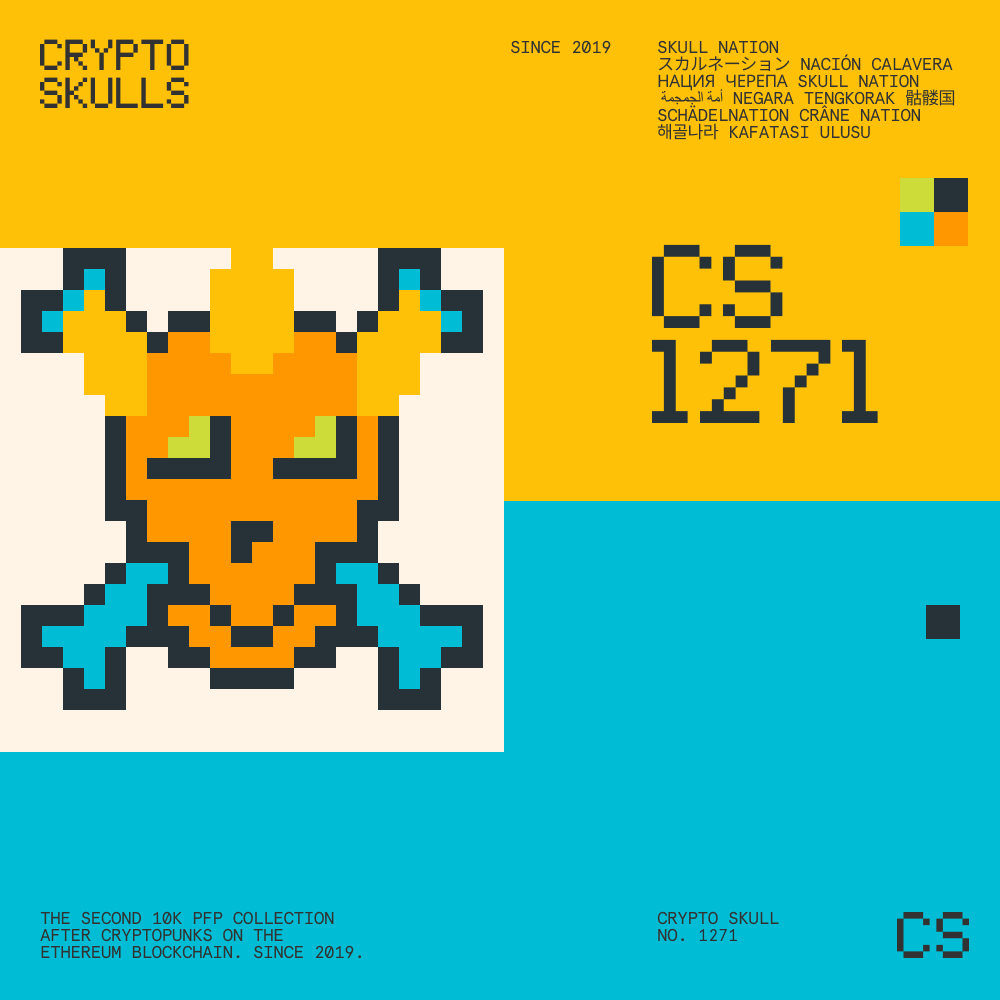 CRYPTO
SKULLS
SINCE 2019
SKULL NATION
スカルネーション NACIÓN CALAVERA
НАЦИЯ ЧЕРЕПА SKULL NATION
أمة الجمجمة NEGARA TENGKORAK 骷髅国
SCHÄDELNATION CRÂNE NATION
해골나라 KAFATASI ULUSU
CS
1271
THE SECOND 10K PFP COLLECTION
AFTER CRYPTOPUNKS ON THE
ETHEREUM BLOCKCHAIN. SINCE 2019.
CRYPTO SKULL
NO. 1271
CS